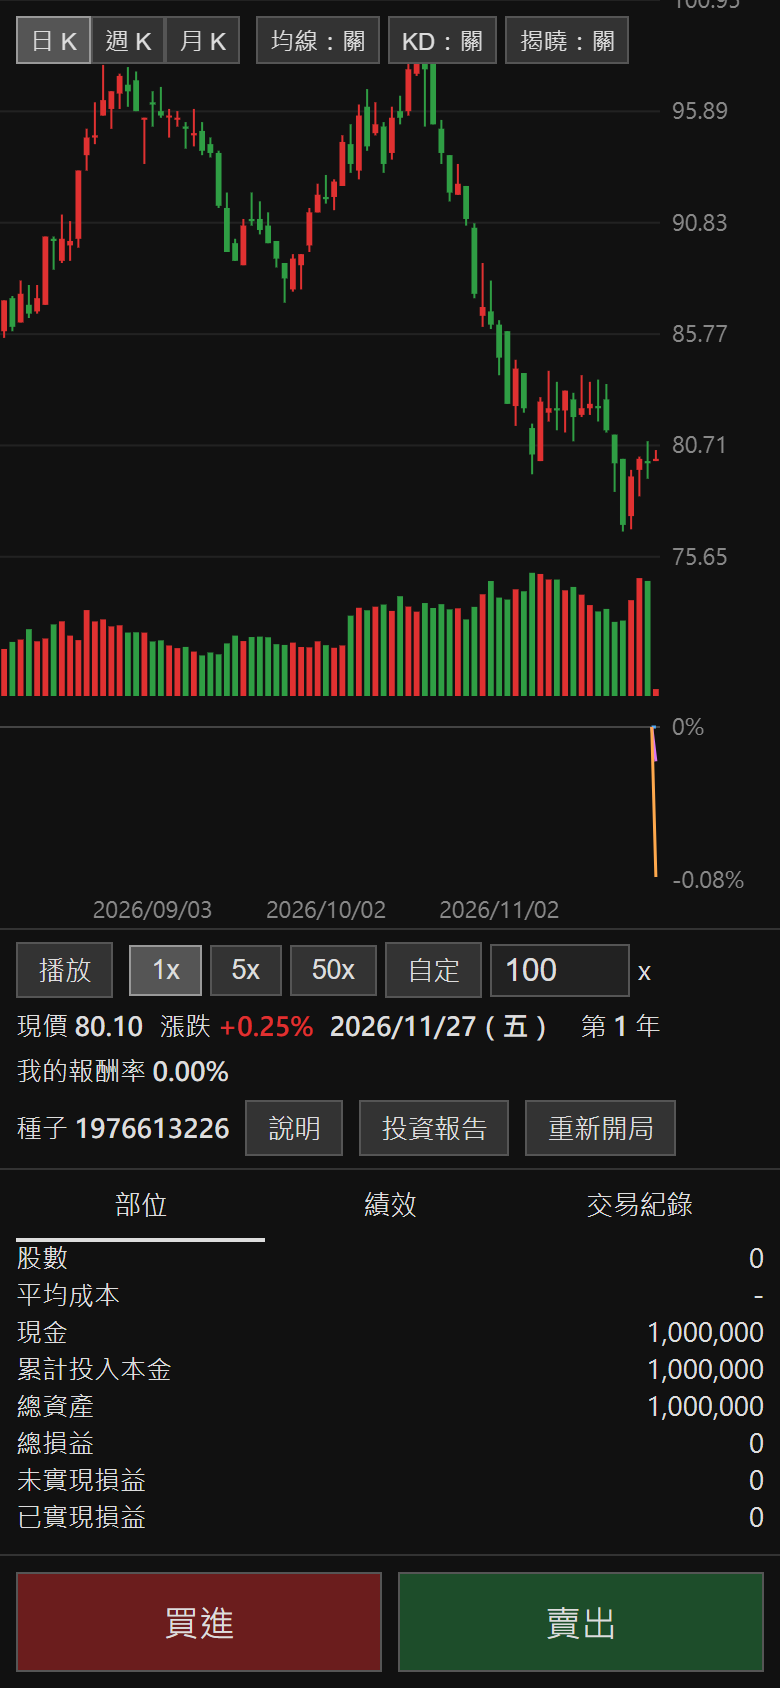 100.95
日 K 週 K 月 K 均線：關 KD：關 揭曉：關
95.89
90.83
85.77
80.71
75.65
0%
-0.08%
2026/09/03 2026/10/02 2026/11/02
播放 1x 5x 50x 自定 100 x
現價 80.10 漲跌 +0.25% 2026/11/27 ( 五 ) 第 1 年
我的報酬率 0.00%
種子 1976613226 說明 投資報告 重新開局
部位 績效 交易紀錄
股數 0
平均成本 -
現金 1,000,000
累計投入本金 1,000,000
總資產 1,000,000
總損益 0
未實現損益 0
已實現損益 0
買進 賣出